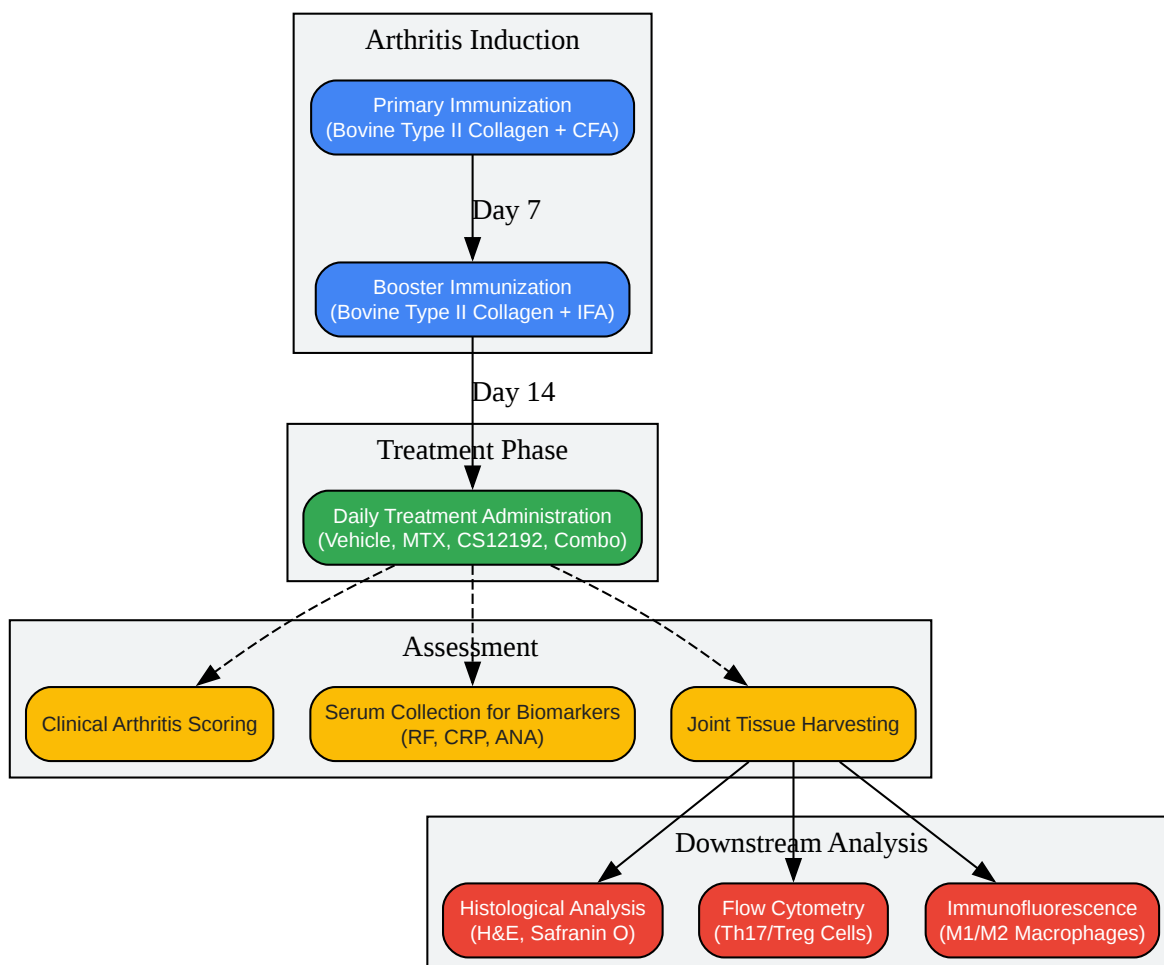 Arthritis Induction
Primary Immunization
(Bovine Type II Collagen + CFA)
Day 7
Booster Immunization
(Bovine Type II Collagen + IFA)
Day 14
Treatment Phase
Daily Treatment Administration
(Vehicle, MTX, CS12192, Combo)
Assessment
Clinical Arthritis Scoring
Serum Collection for Biomarkers
(RF, CRP, ANA)
Joint Tissue Harvesting
Downstream Analysis
Histological Analysis
(H&E, Safranin O)
Flow Cytometry
(Th17/Treg Cells)
Immunofluorescence
(M1/M2 Macrophages)